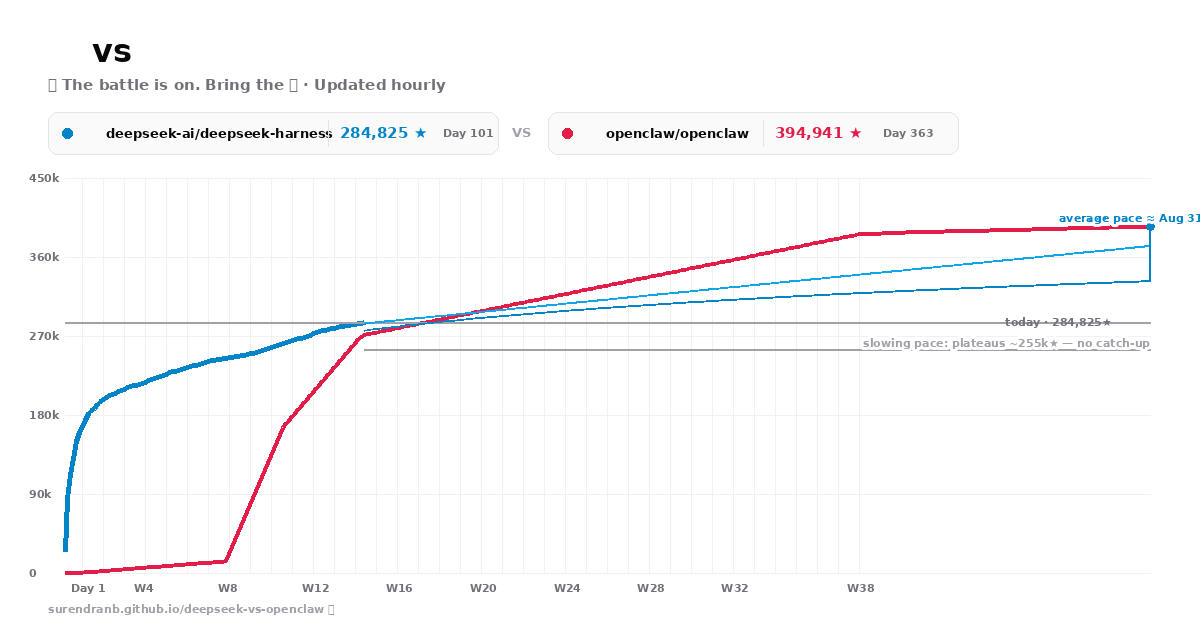 vs
The battle is on. Bring the · Updated hourly
deepseek-ai/deepseek-harness 284,825 ★ Day 101 VS openclaw/openclaw 394,941 ★ Day 363
450k
average pace ≈ Aug 31
360k
today · 284,825★
270k
slowing pace: plateaus ~255k★ — no catch-up
180k
90k
0
Day 1 W4 W8 W12 W16 W20 W24 W28 W32 W38
surendranb.github.io/deepseek-vs-openclaw